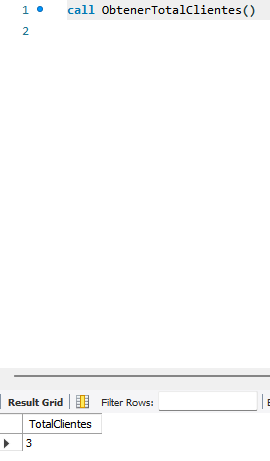 1 call ObtenerTotalClientes()
2
Result Grid Filter Rows:
TotalClientes
3